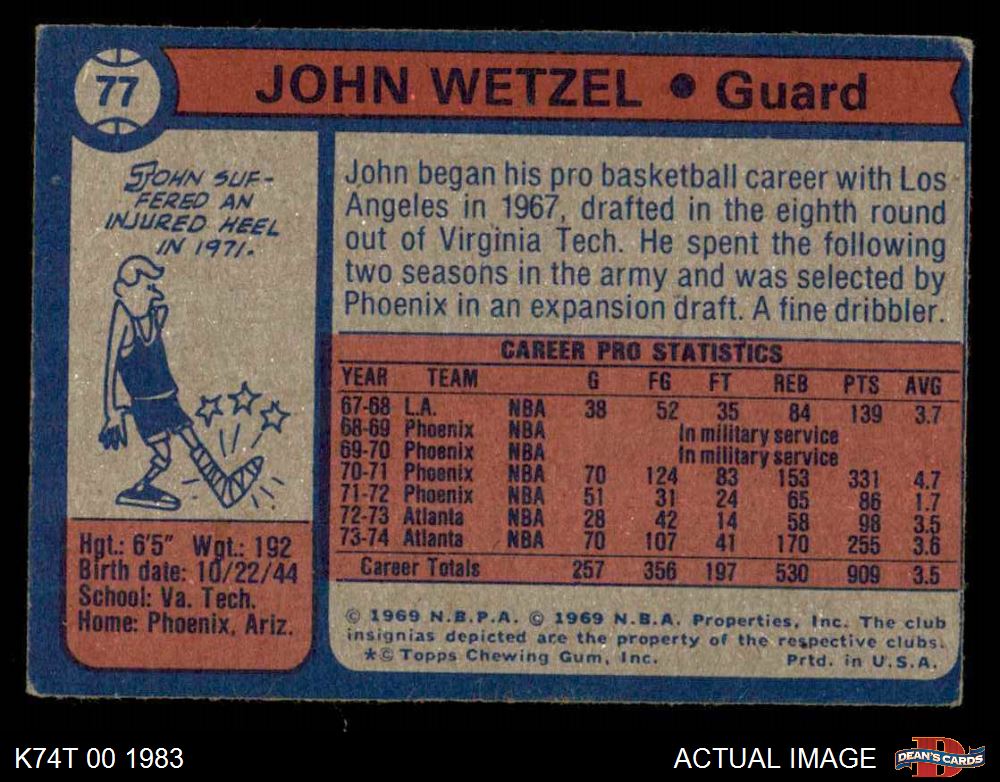 77
JOHN WETZEL ● Guard
JOHN SUF-
FERED AN
INJURED HEEL
IN 1971.
John began his pro basketball career with Los
Angeles in 1967, drafted in the eighth round
out of Virginia Tech. He spent the following
two seasons in the army and was selected by
Phoenix in an expansion draft. A fine dribbler.
CAREER PRO STATISTICS
YEAR TEAM G FG FT REB PTS AVG
67-68 L.A. NBA 38 52 35 84 139 3.7
68-69 Phoenix NBA In military service
69-70 Phoenix NBA In military service
70-71 Phoenix NBA 70 124 83 153 331 4.7
71-72 Phoenix NBA 51 31 24 65 86 1.7
72-73 Atlanta NBA 28 42 14 58 98 3.5
73-74 Atlanta NBA 70 107 41 170 255 3.6
Career Totals 257 356 197 530 909 3.5
Hgt.: 6'5" Wgt.: 192
Birth date: 10/22/44
School: Va. Tech.
Home: Phoenix, Ariz.
© 1969 N.B.P.A. © 1969 N.B.A. Properties, Inc. The club
insignias depicted are the property of the respective clubs.
*© Topps Chewing Gum, Inc. Prtd. in U.S.A.
K74T 00 1983
ACTUAL IMAGE
D
DEAN'S CARDS